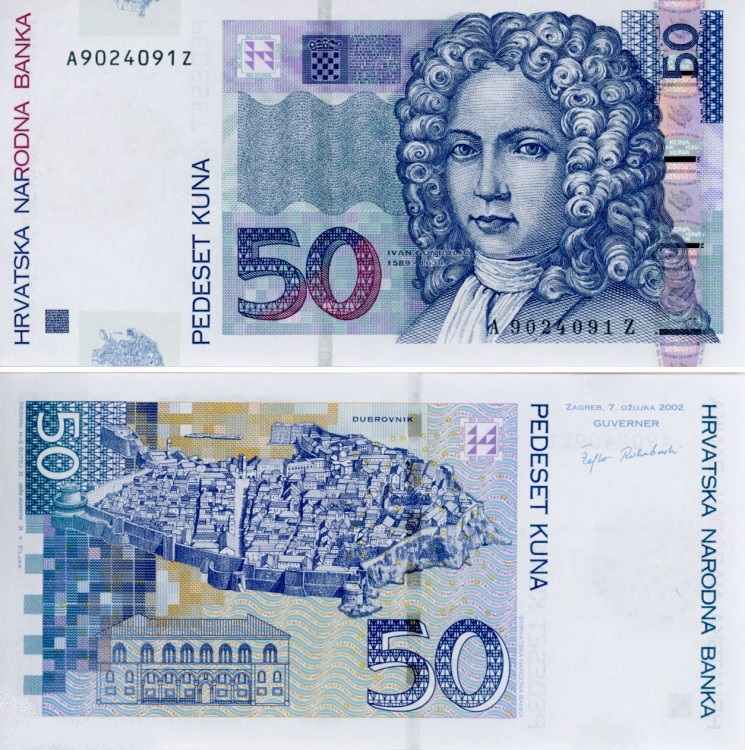 HRVATSKA NARODNA BANKA
A9024091Z
PEDESET KUNA
50
IVAN GUNDULIĆ
1589
50
A 9024091 Z
50
DUBROVNIK
PEDESET KUNA
ZAGREB, 7. OŽUJKA 2002.
GUVERNER
HRVATSKA NARODNA BANKA
50